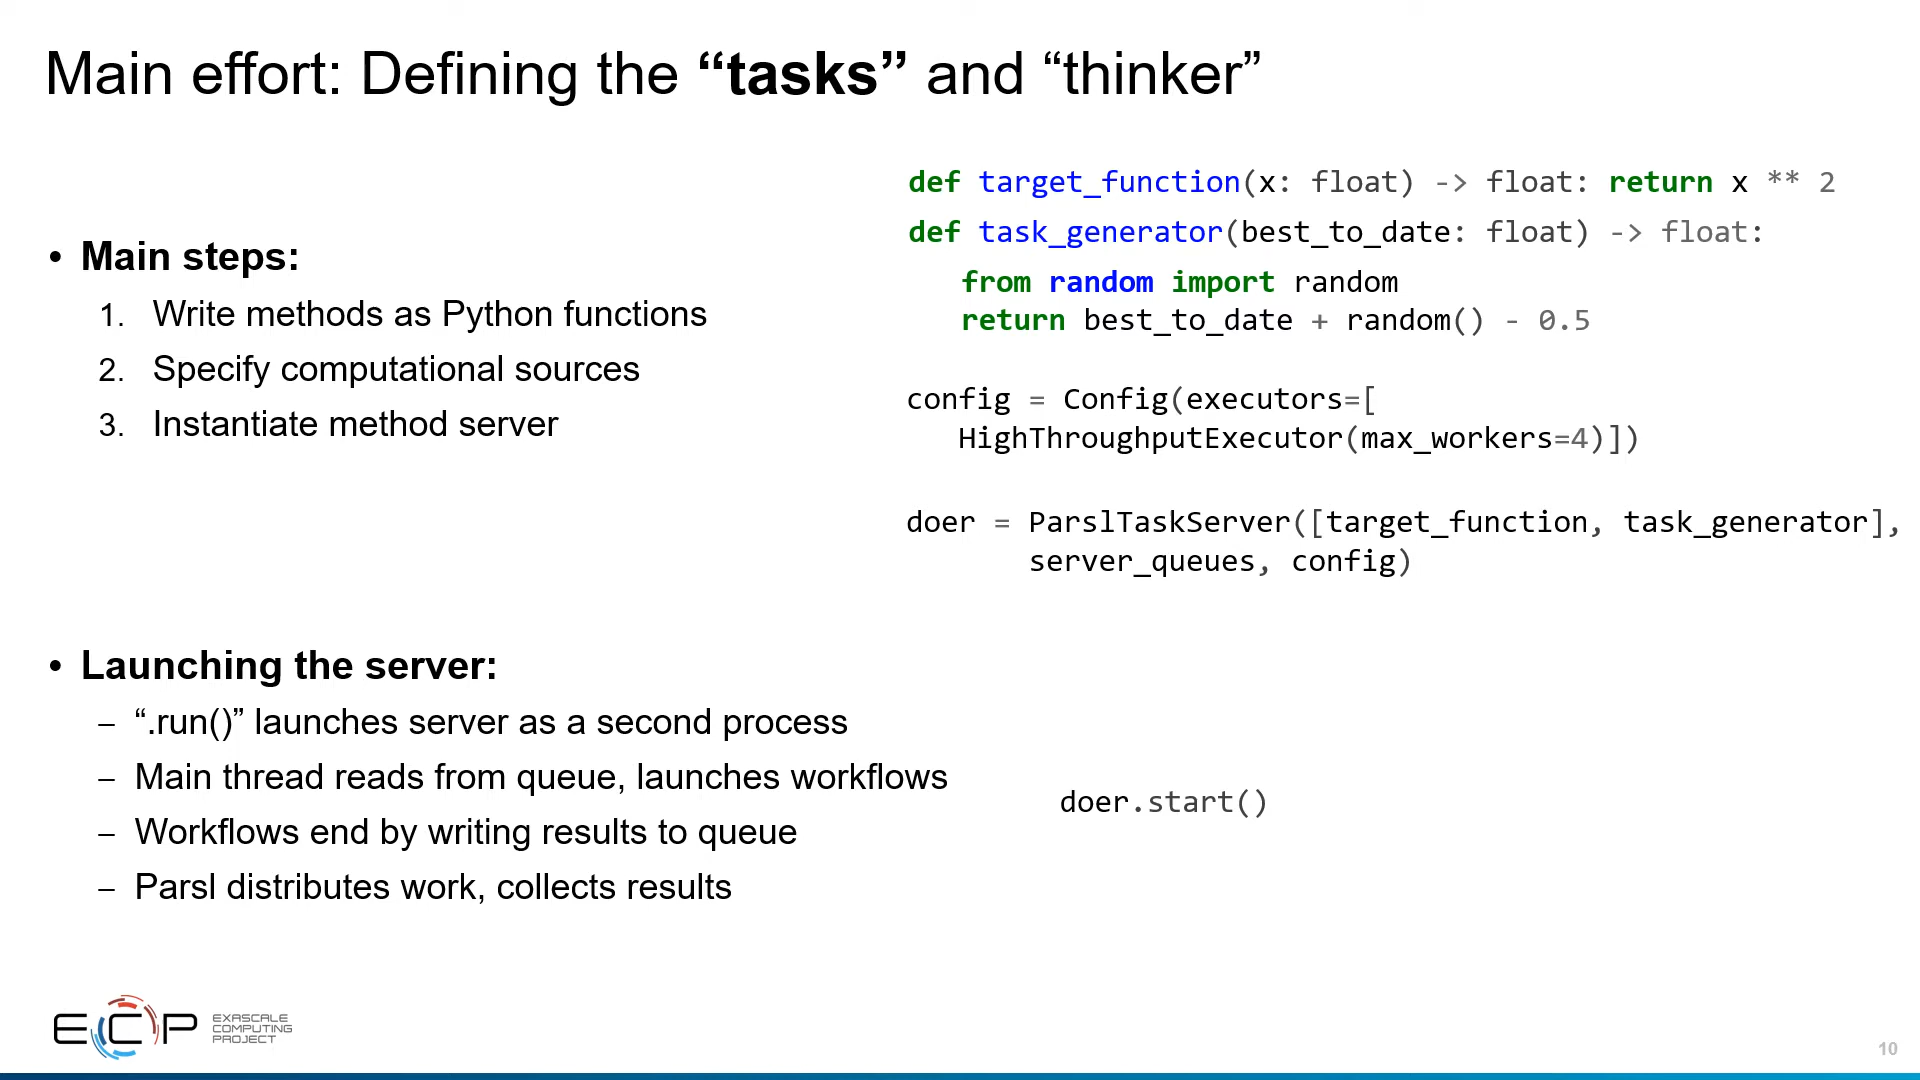 Main effort: Defining the “tasks” and “thinker”
• Main steps:
1. Write methods as Python functions
2. Specify computational sources
3. Instantiate method server
def target_function(x: float) -> float: return x ** 2
def task_generator(best_to_date: float) -> float:
from random import random
return best_to_date + random() - 0.5
config = Config(executors=[
HighThroughputExecutor(max_workers=4)])
doer = ParslTaskServer([target_function, task_generator],
server_queues, config)
• Launching the server:
– “.run()” launches server as a second process
– Main thread reads from queue, launches workflows
– Workflows end by writing results to queue
– Parsl distributes work, collects results
doer.start()
ECP
EXASCALE
COMPUTING
PROJECT
10